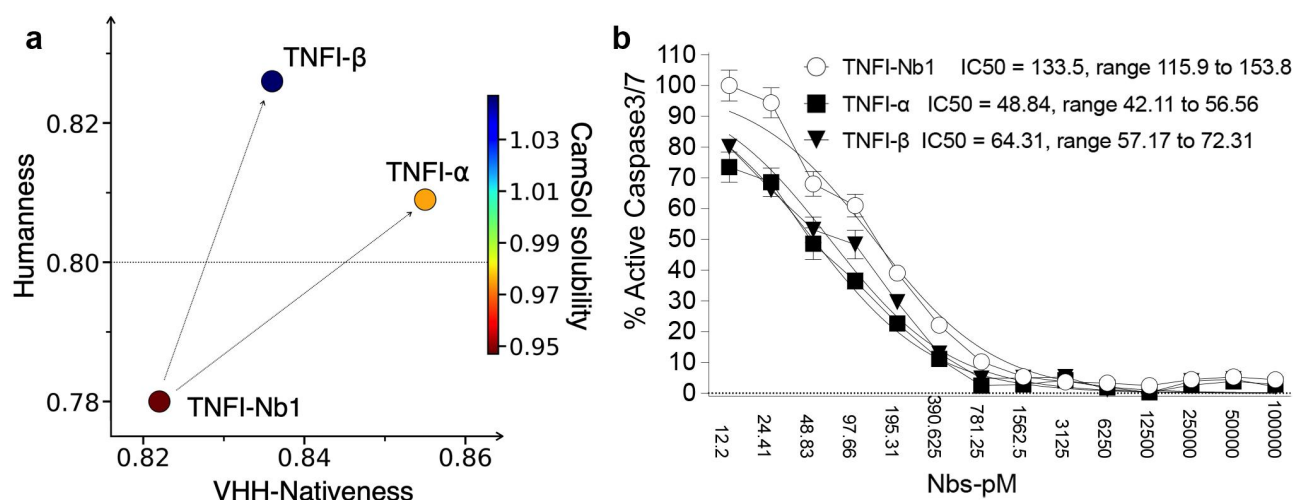 a
TNFI-β
TNFI-α
TNFI-Nb1
0.82
0.80
0.78
Humanness
0.82
0.84
0.86
VHH-Nativeness
1.03
1.01
0.99
0.97
0.95
CamSol solubility
b
TNFI-Nb1 IC50 = 133.5, range 115.9 to 153.8
TNFI-α IC50 = 48.84, range 42.11 to 56.56
TNFI-β IC50 = 64.31, range 57.17 to 72.31
110
100
90
80
70
60
50
40
30
20
10
0
% Active Caspase3/7
12.2
24.41
48.83
97.66
195.31
390.625
781.25
1562.5
3125
6250
12500
25000
50000
100000
Nbs-pM